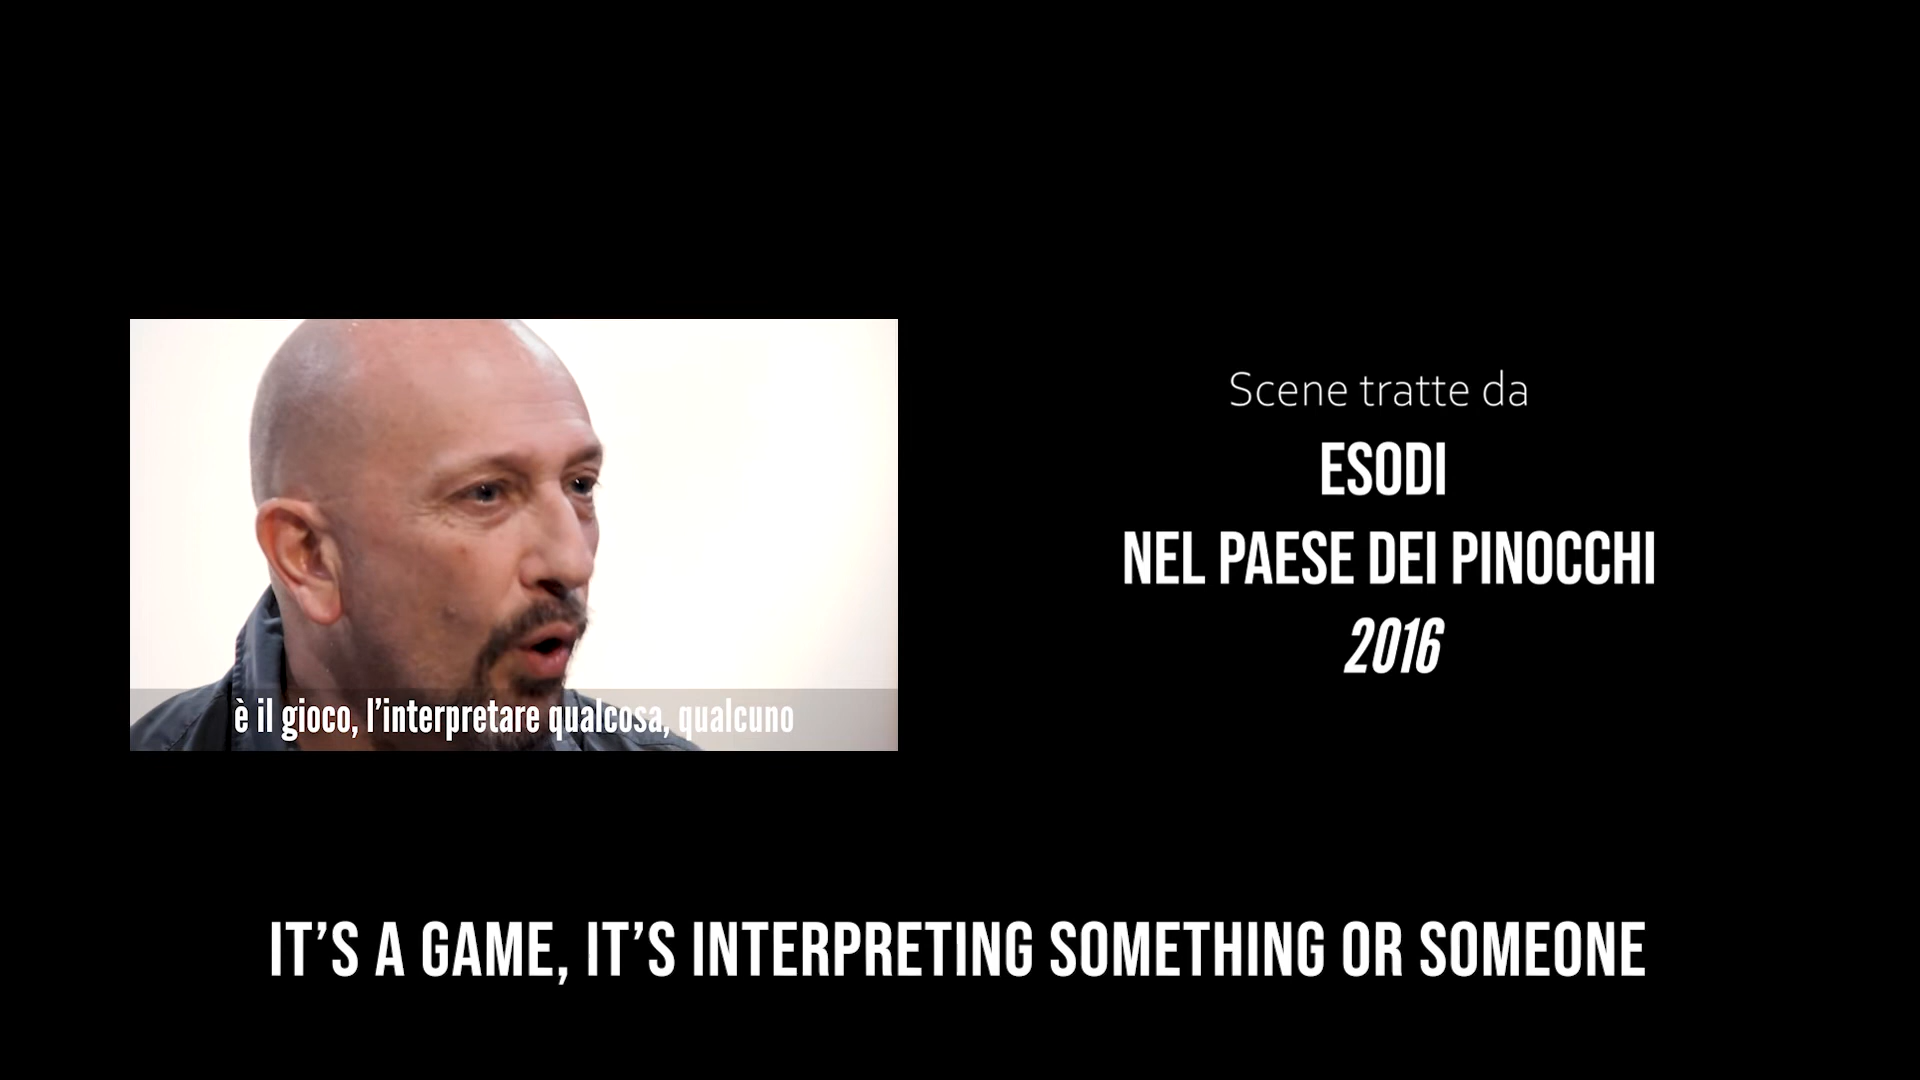 Scene tratte da
ESODI
NEL PAESE DEI PINOCCHI
2016
è il gioco, l’interpretare qualcosa, qualcuno
IT’S A GAME, IT’S INTERPRETING SOMETHING OR SOMEONE